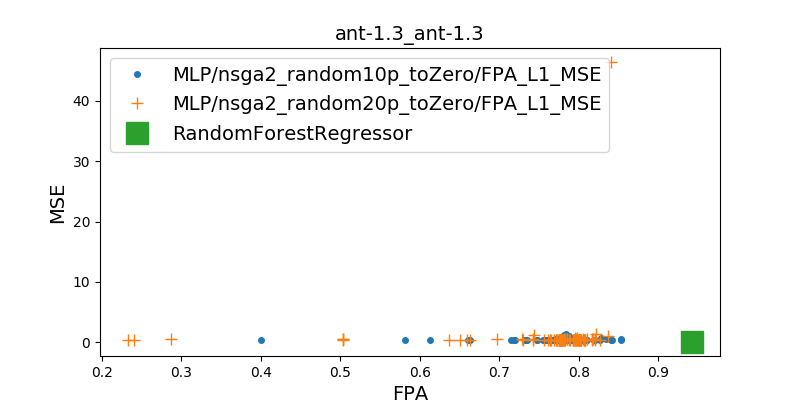 ant-1.3_ant-1.3
MLP/nsga2_random10p_toZero/FPA_L1_MSE
MLP/nsga2_random20p_toZero/FPA_L1_MSE
RandomForestRegressor
MSE
40
30
20
10
0
0.2 0.3 0.4 0.5 0.6 0.7 0.8 0.9
FPA